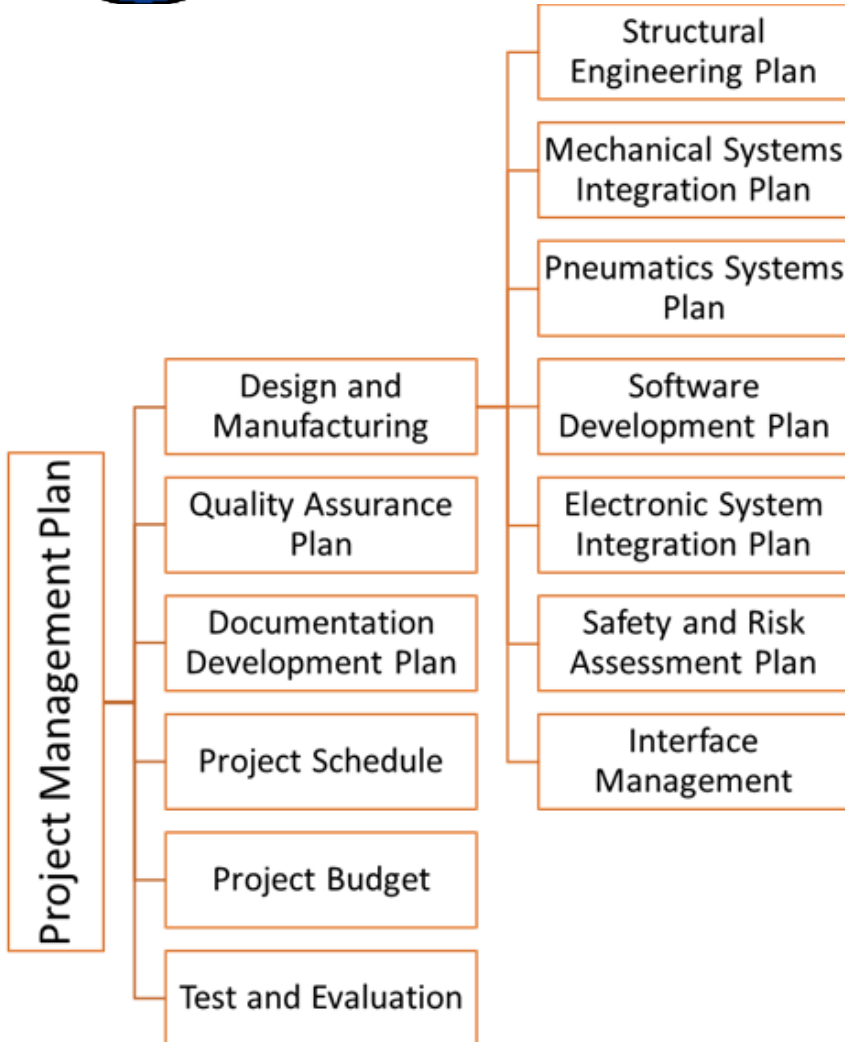 Project Management Plan
Design and
Manufacturing
Quality Assurance
Plan
Documentation
Development Plan
Project Schedule
Project Budget
Test and Evaluation
Structural
Engineering Plan
Mechanical Systems
Integration Plan
Pneumatics Systems
Plan
Software
Development Plan
Electronic System
Integration Plan
Safety and Risk
Assessment Plan
Interface
Management